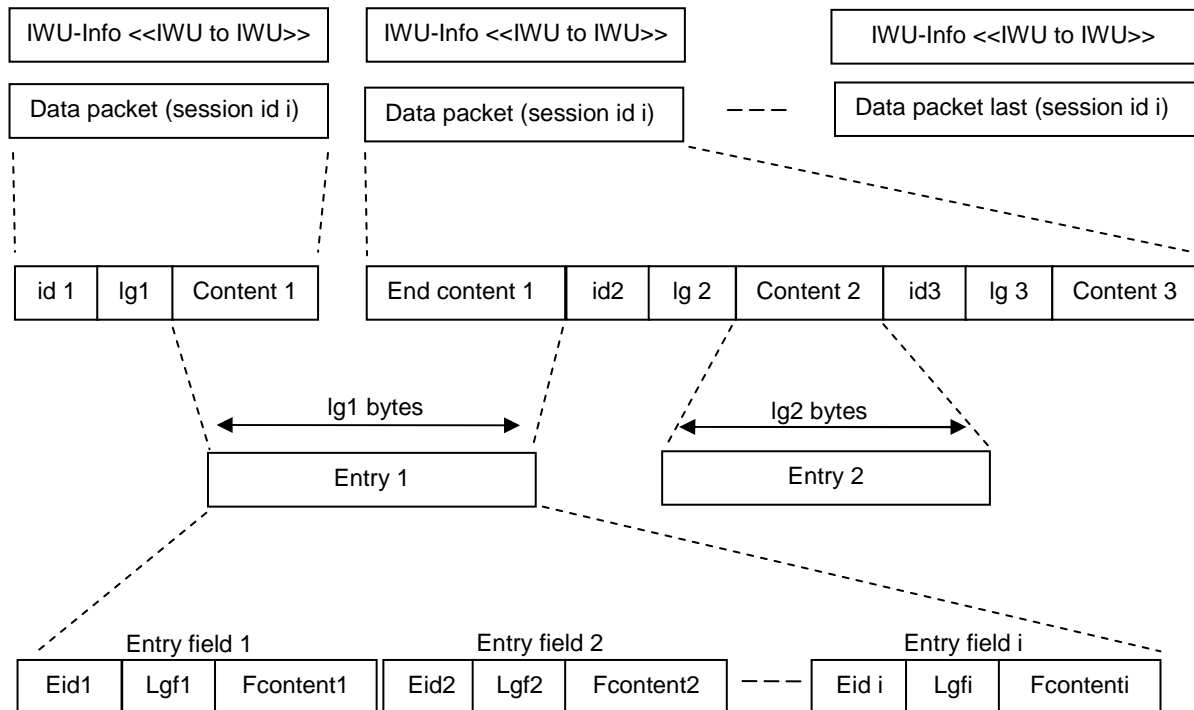 IWU-Info <<IWU to IWU>> IWU-Info <<IWU to IWU>> IWU-Info <<IWU to IWU>>
Data packet (session id i) Data packet (session id i) Data packet last (session id i)
id 1 lg1 Content 1 End content 1 id2 lg 2 Content 2 id3 lg 3 Content 3
lg1 bytes lg2 bytes
Entry 1 Entry 2
Entry field 1 Entry field 2 Entry field i
Eid1 Lgf1 Fcontent1 Eid2 Lgf2 Fcontent2 Eid i Lgfi Fcontenti